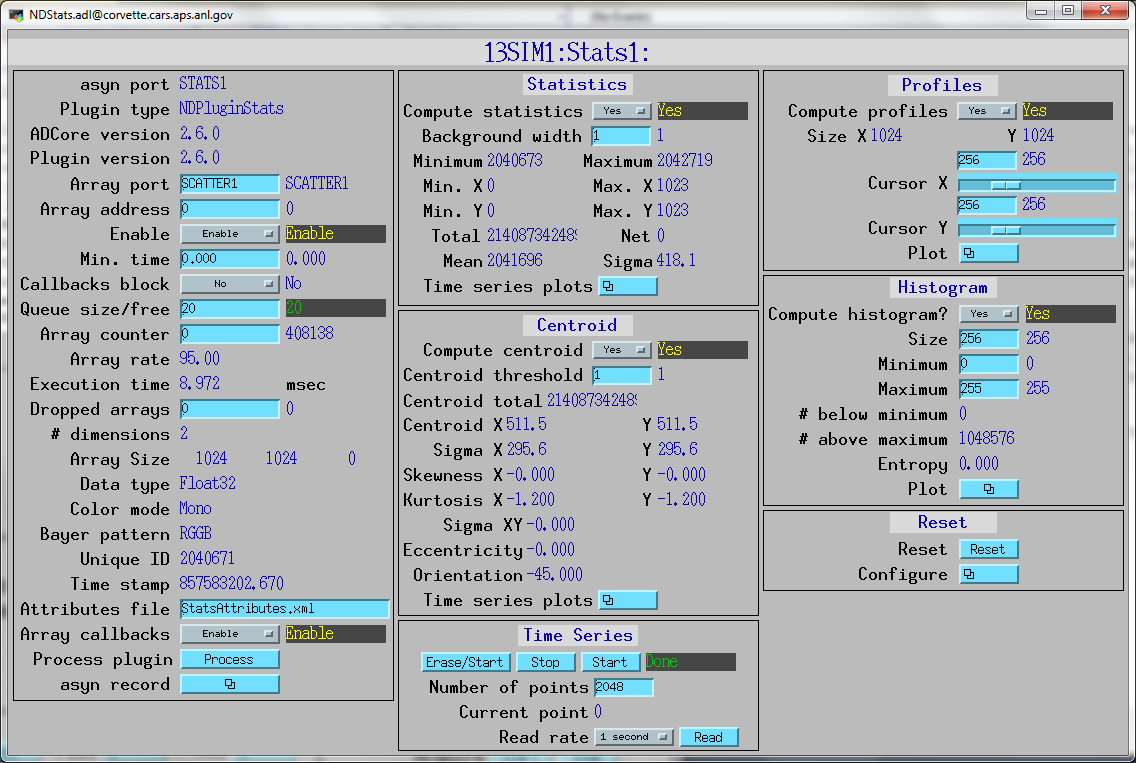 NDStats.adl@corvette.cars.aps.anl.gov
13SIM1:Stats1:
asyn port STATS1
Plugin type NDPluginStats
ADCore version 2.6.0
Plugin version 2.6.0
Array port SCATTER1 SCATTER1
Array address 0 0
Enable Enable Enable
Min. time 0.000 0.000
Callbacks block No No
Queue size/free 20 20
Array counter 0 408138
Array rate 95.00
Execution time 8.972 msec
Dropped arrays 0 0
# dimensions 2
Array Size 1024 1024 0
Data type Float32
Color mode Mono
Bayer pattern RGGB
Unique ID 2040671
Time stamp 857583202.670
Attributes file StatsAttributes.xml
Array callbacks Enable Enable
Process plugin Process
asyn record
Statistics
Compute statistics Yes Yes
Background width 1 1
Minimum 2040673 Maximum 2042719
Min. X 0 Max. X 1023
Min. Y 0 Max. Y 1023
Total 214087342489 Net 0
Mean 2041696 Sigma 418.1
Time series plots
Centroid
Compute centroid Yes Yes
Centroid threshold 1 1
Centroid total 214087342489
Centroid X 511.5 Y 511.5
Sigma X 295.6 Y 295.6
Skewness X -0.000 Y -0.000
Kurtosis X -1.200 Y -1.200
Sigma XY -0.000
Eccentricity -0.000
Orientation -45.000
Time series plots
Time Series
Erase/Start Stop Start Done
Number of points 2048
Current point 0
Read rate 1 second Read
Profiles
Compute profiles Yes Yes
Size X 1024 Y 1024
256 256
Cursor X
256 256
Cursor Y
Plot
Histogram
Compute histogram? Yes Yes
Size 256 256
Minimum 0 0
Maximum 255 255
# below minimum 0
# above maximum 1048576
Entropy 0.000
Plot
Reset
Reset Reset
Configure